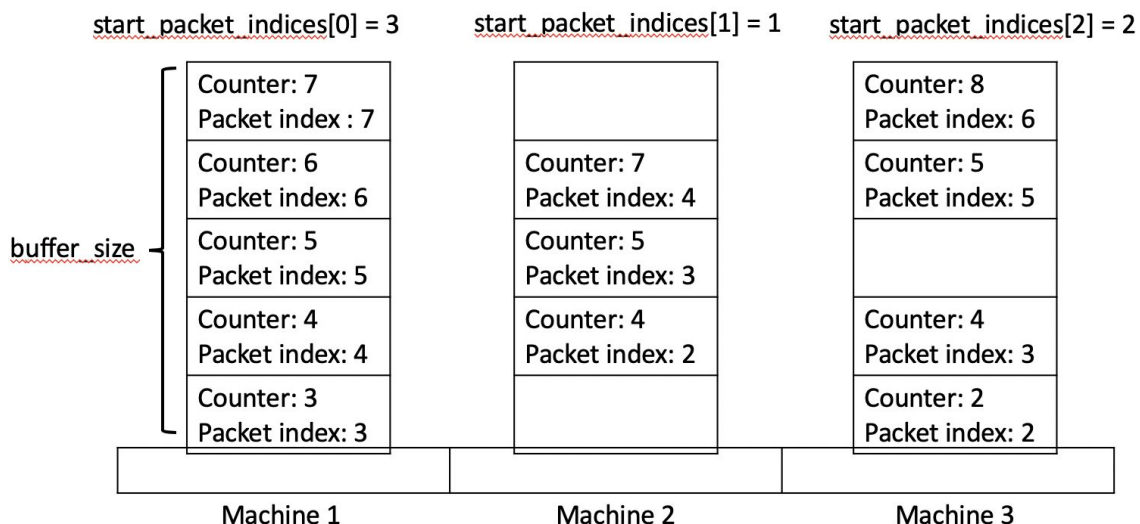 start_packet_indices[0] = 3
start_packet_indices[1] = 1
start_packet_indices[2] = 2
buffer_size
Counter: 7
Packet index : 7
Counter: 6
Packet index: 6
Counter: 5
Packet index: 5
Counter: 4
Packet index: 4
Counter: 3
Packet index: 3
Counter: 7
Packet index: 4
Counter: 5
Packet index: 3
Counter: 4
Packet index: 2
Counter: 8
Packet index: 6
Counter: 5
Packet index: 5
Counter: 4
Packet index: 3
Counter: 2
Packet index: 2
Machine 1
Machine 2
Machine 3